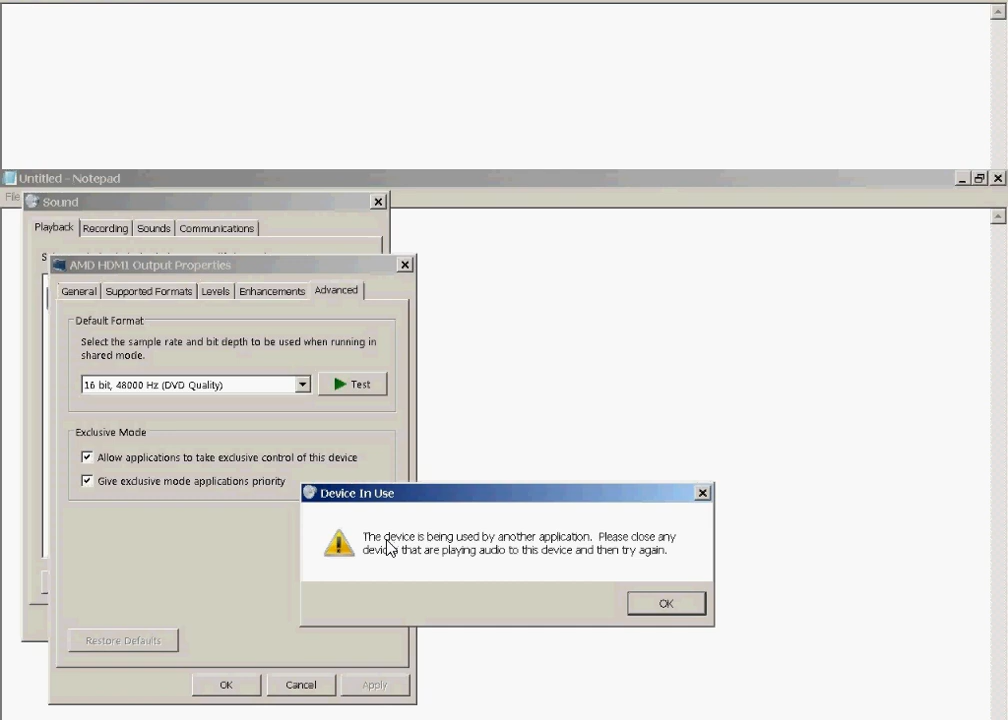 Untitled - Notepad
File
Sound
Playback Recording Sounds Communications
S
AMD HDMI Output Properties
General Supported Formats Levels Enhancements Advanced
Default Format
Select the sample rate and bit depth to be used when running in
shared mode.
16 bit, 48000 Hz (DVD Quality) Test
Exclusive Mode
Allow applications to take exclusive control of this device
Give exclusive mode applications priority
Device In Use
The device is being used by another application. Please close any
devices that are playing audio to this device and then try again.
OK
Restore Defaults
OK Cancel Apply